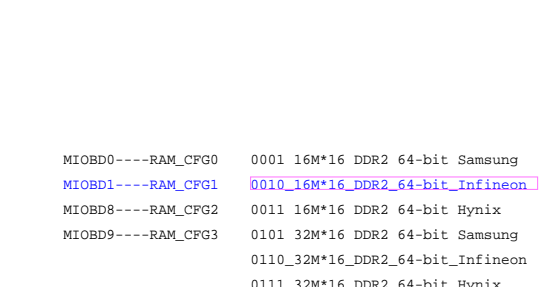 MIOBD0----RAM_CFG0 0001 16M*16 DDR2 64-bit Samsung
MIOBD1----RAM_CFG1 0010_16M*16_DDR2_64-bit_Infineon
MIOBD8----RAM_CFG2 0011 16M*16 DDR2 64-bit Hynix
MIOBD9----RAM_CFG3 0101 32M*16 DDR2 64-bit Samsung
0110_32M*16_DDR2_64-bit_Infineon
0111 32M*16 DDR2 64-bit Hynix